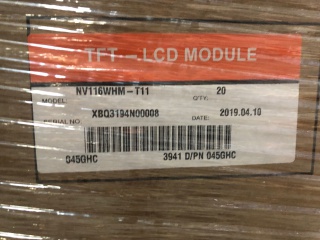 TFT-LCD MODULE
MODEL: NV116WHM-T11 Q'TY: 20
SERIAL NO: XBQ3194N00008 DATE: 2019.04.10
045GHC 3941 D/PN 045GHC